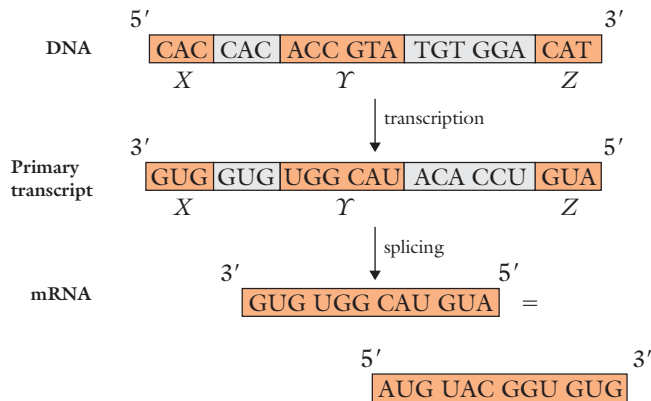 5′ 3′
DNA CAC CAC ACC GTA TGT GGA CAT
X Y Z
transcription
3′ 5′
Primary transcript GUG GUG UGG CAU ACA CCU GUA
X Y Z
splicing
3′ 5′
mRNA GUG UGG CAU GUA =
5′ 3′
AUG UAC GGU GUG